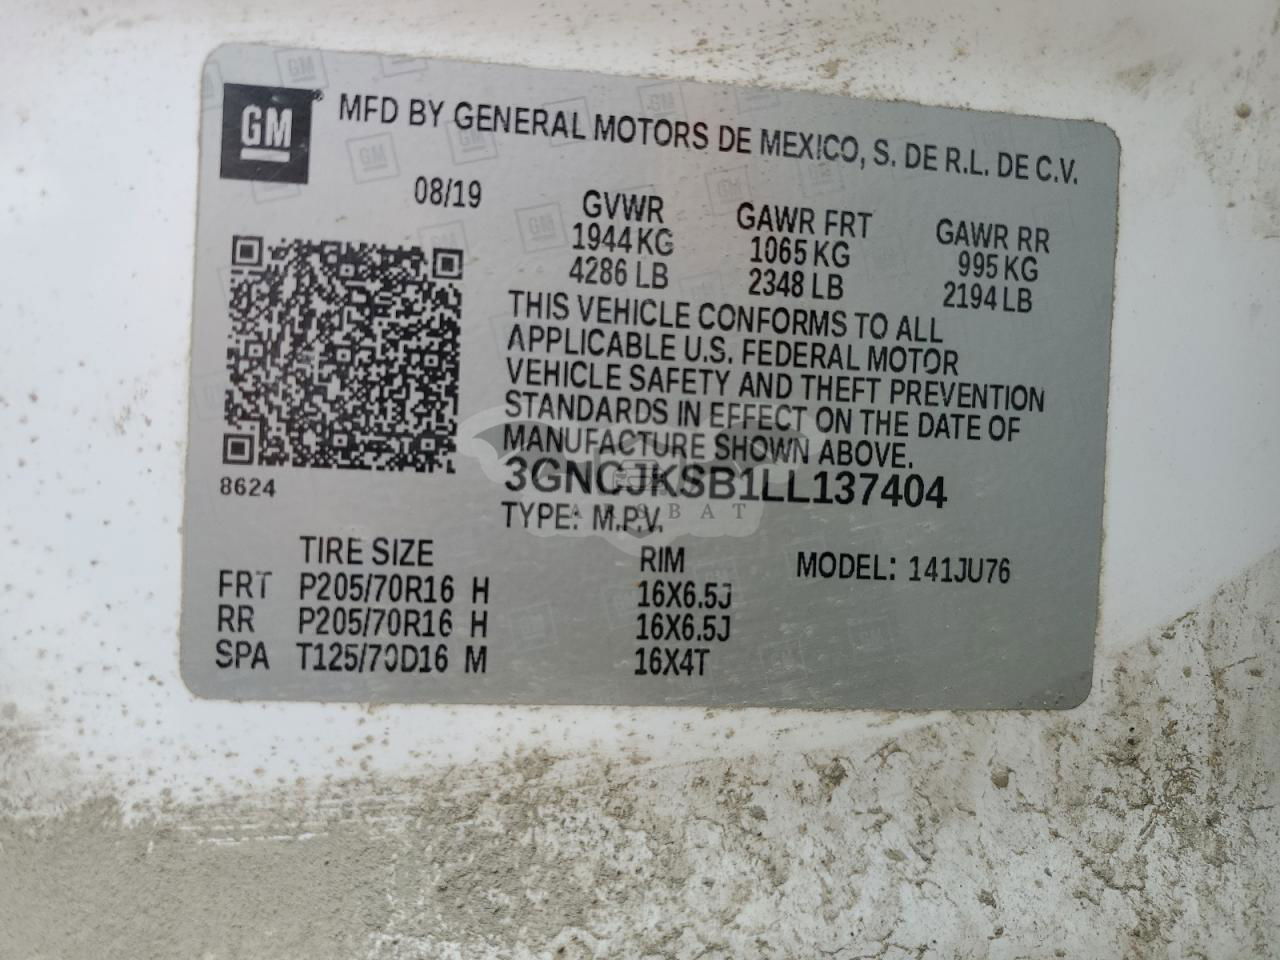 GM
MFD BY GENERAL MOTORS DE MEXICO, S. DE R.L. DE C.V.
08/19
GVWR GAWR FRT GAWR RR
1944 KG 1065 KG 995 KG
4286 LB 2348 LB 2194 LB
THIS VEHICLE CONFORMS TO ALL
APPLICABLE U.S. FEDERAL MOTOR
VEHICLE SAFETY AND THEFT PREVENTION
STANDARDS IN EFFECT ON THE DATE OF
MANUFACTURE SHOWN ABOVE.
3GNCJKSB1LL137404
8624
TYPE: M.P.V.
ARSBAT
TIRE SIZE RIM MODEL: 141JU76
FRT P205/70R16 H 16X6.5J
RR P205/70R16 H 16X6.5J
SPA T125/70D16 M 16X4T